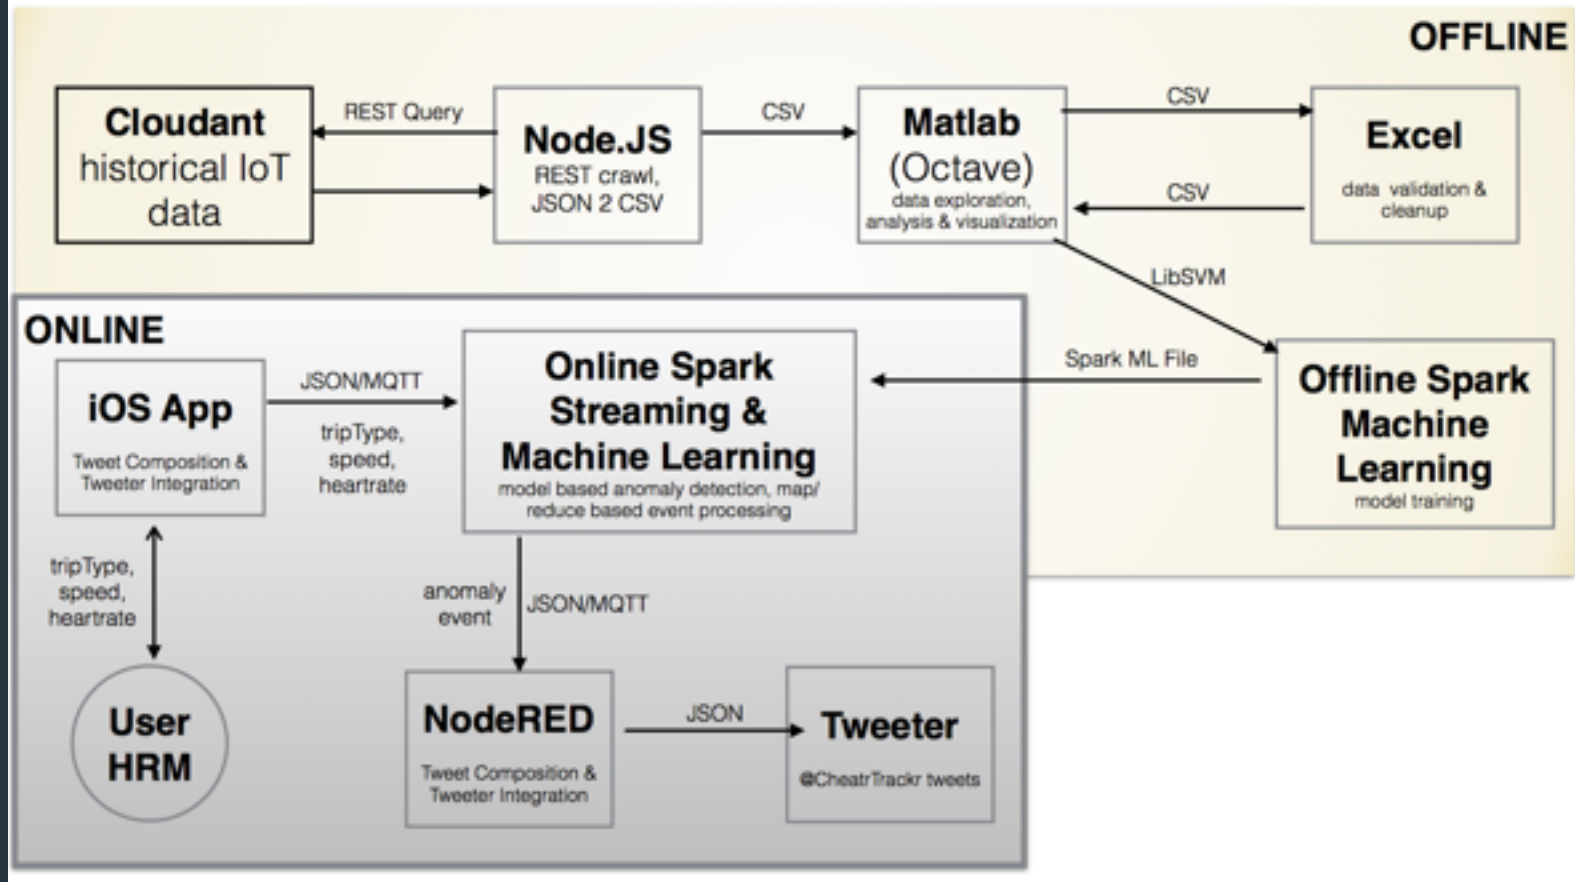 OFFLINE
Cloudant
historical IoT
data
REST Query
Node.JS
REST crawl,
JSON 2 CSV
CSV
Matlab
(Octave)
data exploration,
analysis & visualization
CSV
CSV
Excel
data validation &
cleanup
LibSVM
ONLINE
iOS App
Tweet Composition &
Tweeter Integration
JSON/MQTT
tripType,
speed,
heartrate
Online Spark
Streaming &
Machine Learning
model based anomaly detection, map/
reduce based event processing
Spark ML File
Offline Spark
Machine
Learning
model training
tripType,
speed,
heartrate
anomaly
event
JSON/MQTT
User
HRM
NodeRED
Tweet Composition &
Tweeter Integration
JSON
Tweeter
@CheatrTrackr tweets